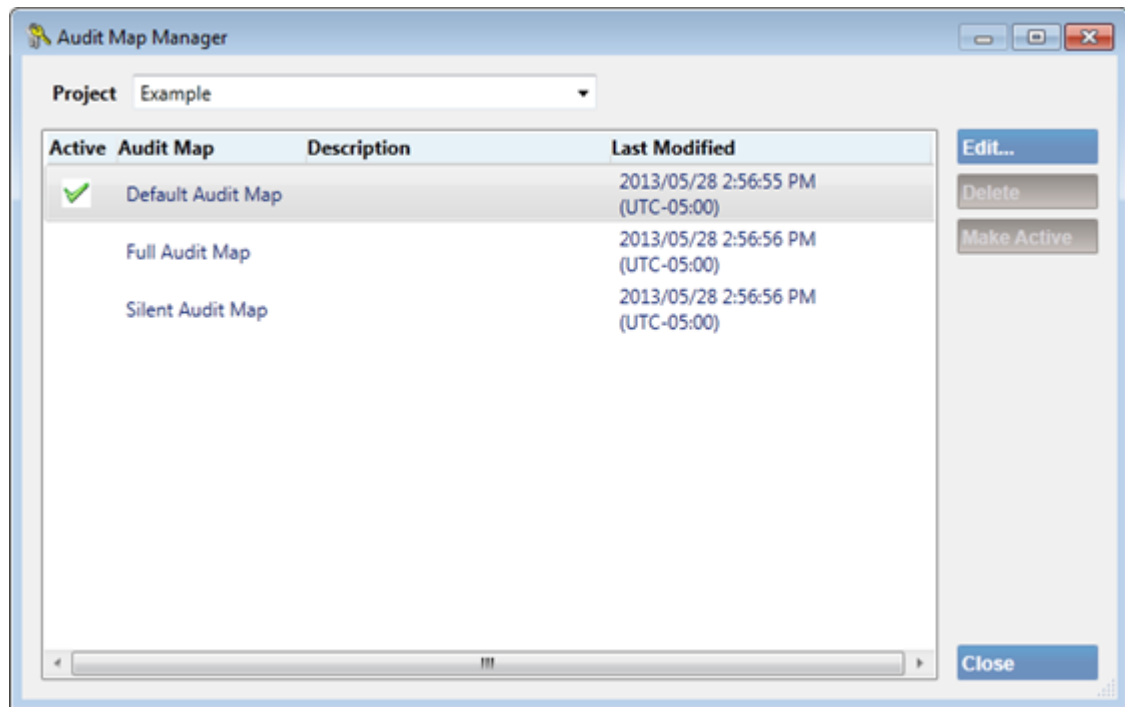 Audit Map Manager
Project Example
Active Audit Map Description Last Modified
Default Audit Map 2013/05/28 2:56:55 PM
(UTC-05:00)
Full Audit Map 2013/05/28 2:56:56 PM
(UTC-05:00)
Silent Audit Map 2013/05/28 2:56:56 PM
(UTC-05:00)
Edit...
Delete
Make Active
Close